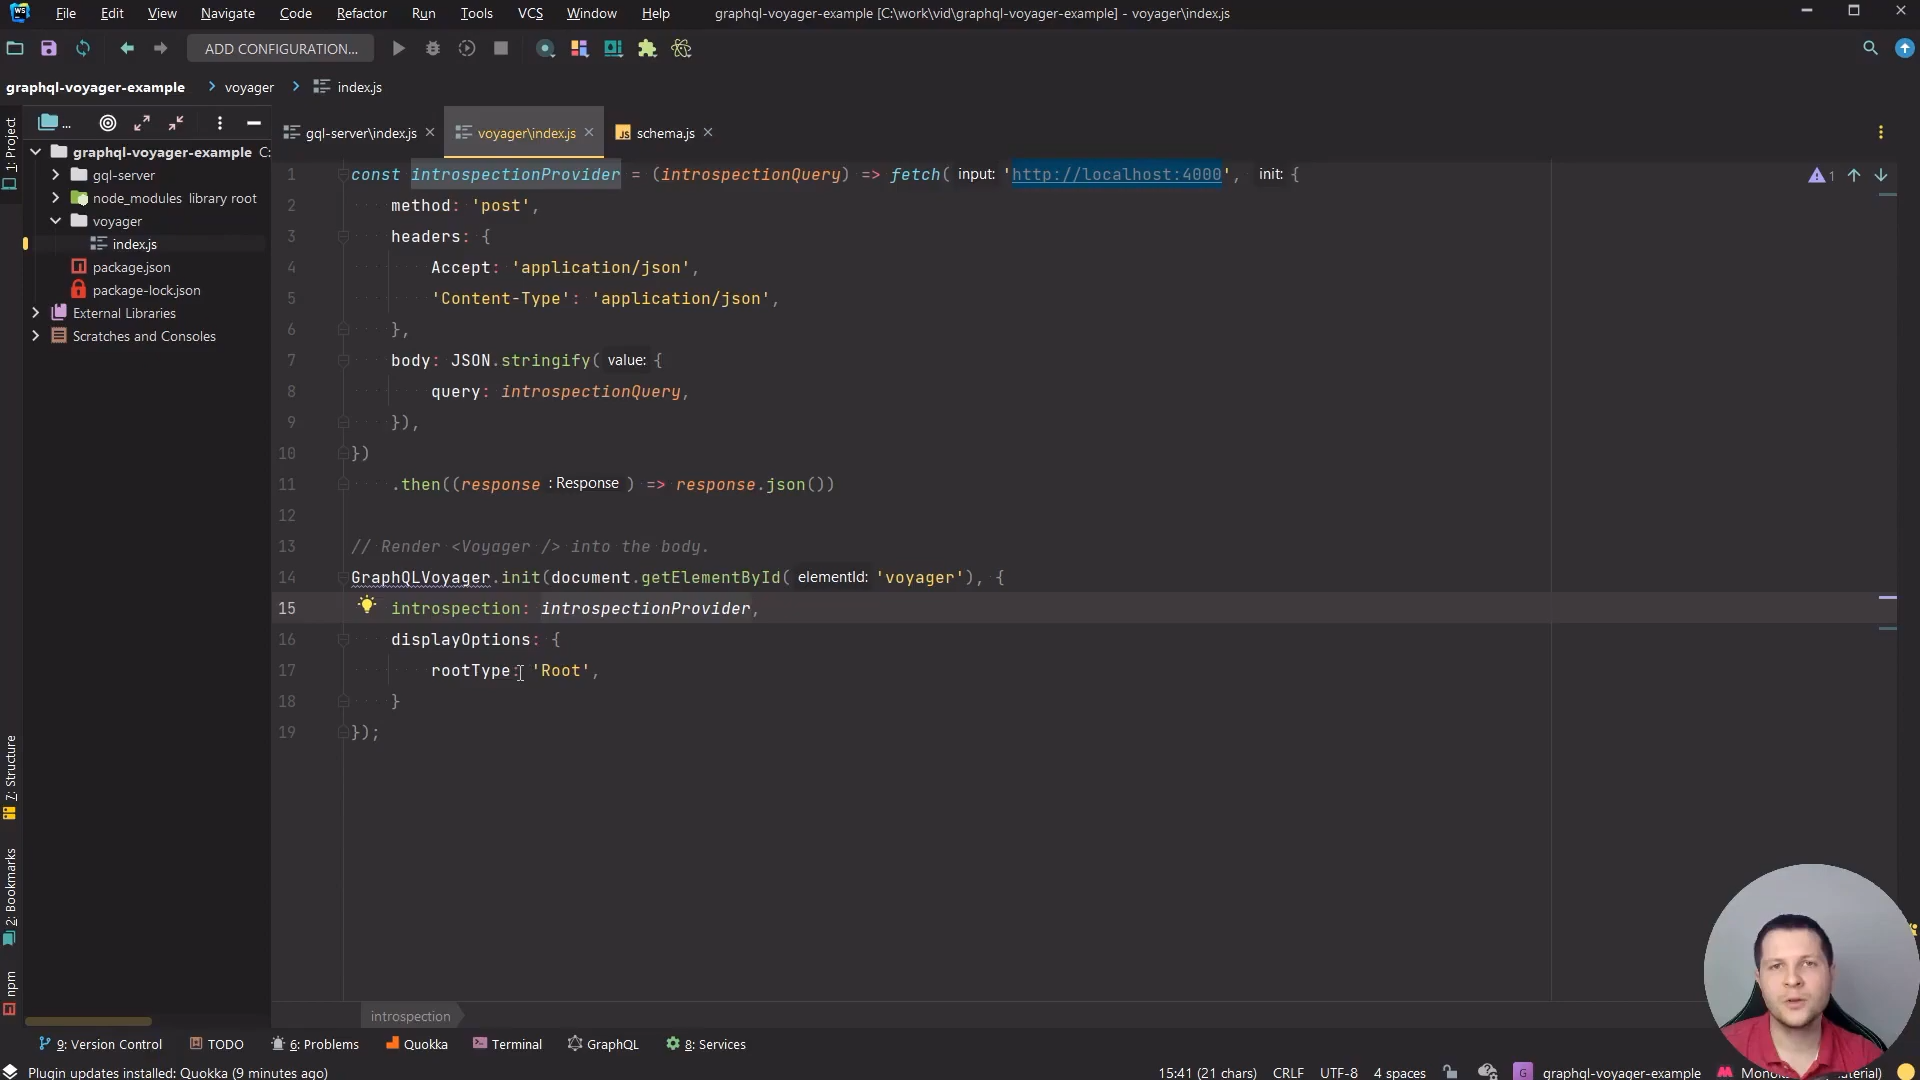 WS File Edit View Navigate Code Refactor Run Tools VCS Window Help graphql-voyager-example [C:\work\vid\graphql-voyager-example] - voyager\index.js
ADD CONFIGURATION...
graphql-voyager-example voyager index.js
1: Project
...
gql-server\index.js
voyager\index.js
JS schema.js
graphql-voyager-example C:
gql-server
node_modules library root
voyager
index.js
package.json
package-lock.json
External Libraries
Scratches and Consoles
1 const introspectionProvider = (introspectionQuery) => fetch( input: 'http://localhost:4000', init: {
1
2 method: 'post',
3 headers: {
4 Accept: 'application/json',
5 'Content-Type': 'application/json',
6 },
7 body: JSON.stringify( value: {
8 query: introspectionQuery,
9 }),
10 })
11 .then((response : Response ) => response.json())
12
13 // Render <Voyager /> into the body.
14 GraphQLVoyager.init(document.getElementById( elementId: 'voyager'), {
15 introspection: introspectionProvider,
16 displayOptions: {
17 rootType: 'Root',
18 }
19 });
7: Structure
2: Bookmarks
npm
introspection
9: Version Control TODO 6: Problems Quokka Terminal GraphQL 8: Services
Plugin updates installed: Quokka (9 minutes ago) 15:41 (21 chars) CRLF UTF-8 4 spaces G graphql-voyager-example